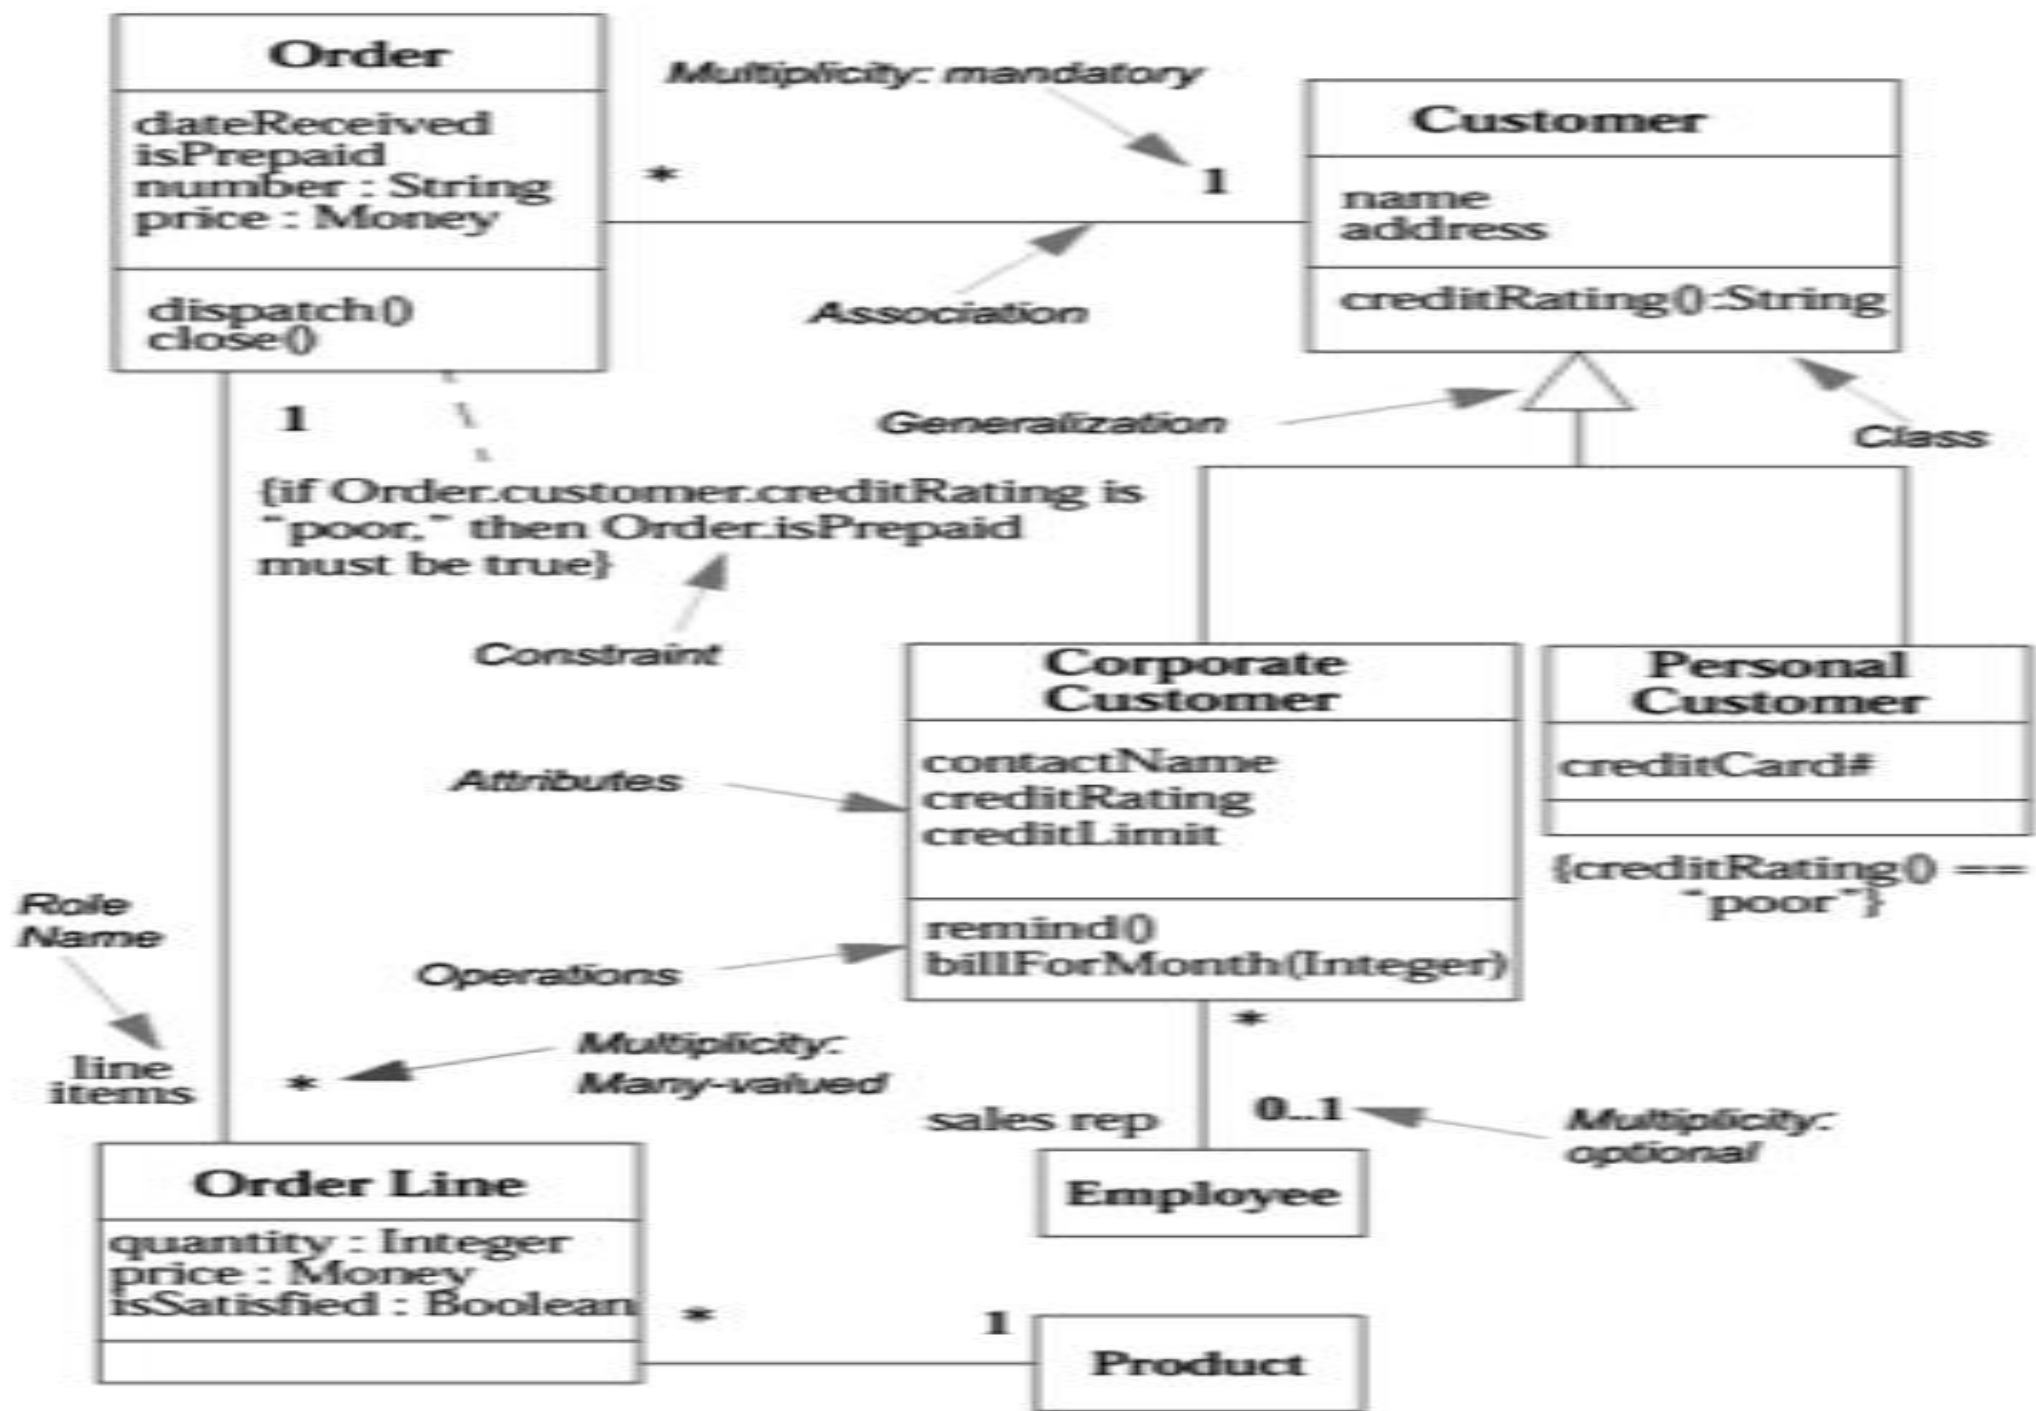 Order
dateReceived
isPrepaid
number : String
price : Money
dispatch()
close()
Multiplicity: mandatory
*
1
Association
Customer
name
address
creditRating():String
Generalization
Class
1
{if Order.customer.creditRating is
"poor," then Order.isPrepaid
must be true}
Constraint
Corporate
Customer
contactName
creditRating
creditLimit
remind()
billForMonth(Integer)
Personal
Customer
creditCard#
{creditRating() ==
"poor"}
Attributes
Operations
Role
Name
line
items
*
Multiplicity:
Many-valued
*
sales rep
0..1
Multiplicity:
optional
Employee
Order Line
quantity : Integer
price : Money
isSatisfied : Boolean
*
1
Product